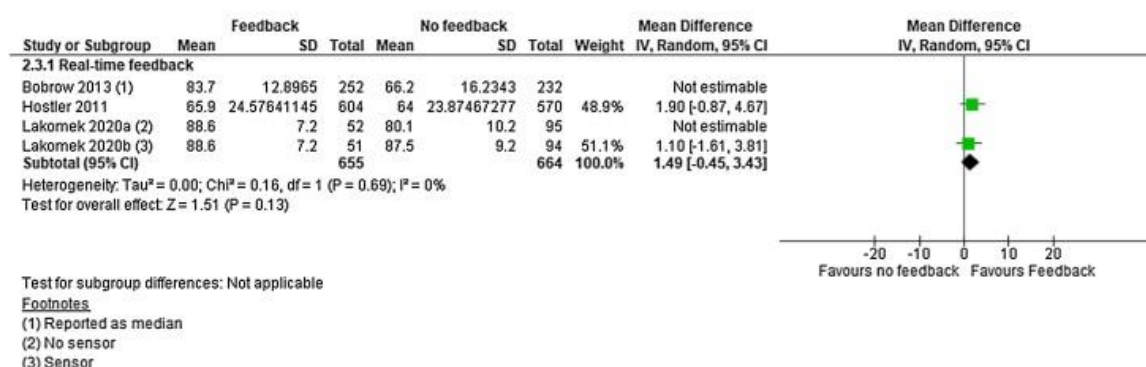 Feedback No feedback Mean Difference Mean Difference
Study or Subgroup Mean SD Total Mean SD Total Weight IV, Random, 95% CI IV, Random, 95% CI
2.3.1 Real-time feedback
Bobrow 2013 (1) 83.7 12.8965 252 66.2 16.2343 232 Not estimable
Hostler 2011 65.9 24.57641145 604 64 23.87467277 570 48.9% 1.90 [-0.87, 4.67]
Lakomek 2020a (2) 88.6 7.2 52 80.1 10.2 95 Not estimable
Lakomek 2020b (3) 88.6 7.2 51 87.5 9.2 94 51.1% 1.10 [-1.61, 3.81]
Subtotal (95% CI) 655 664 100.0% 1.49 [-0.45, 3.43]
Heterogeneity: Tau² = 0.00; Chi² = 0.16, df = 1 (P = 0.69); I² = 0%
Test for overall effect: Z = 1.51 (P = 0.13)
-20 -10 0 10 20
Favours no feedback Favours Feedback
Test for subgroup differences: Not applicable
Footnotes
(1) Reported as median
(2) No sensor
(3) Sensor